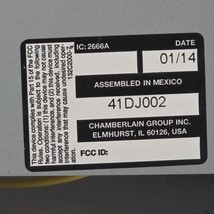 This device complies with Part 15 of the FCC
Rules. Operation is subject to the following
two conditions: (1) this device may not cause
harmful interference, and (2) this device must
accept any interference received, including
interference that may cause undesired oper-
ation.
IC: 2666A
DATE
01/14
ASSEMBLED IN MEXICO
41DJ002
CHAMBERLAIN GROUP INC.
ELMHURST, IL 60126, USA
FCC ID: